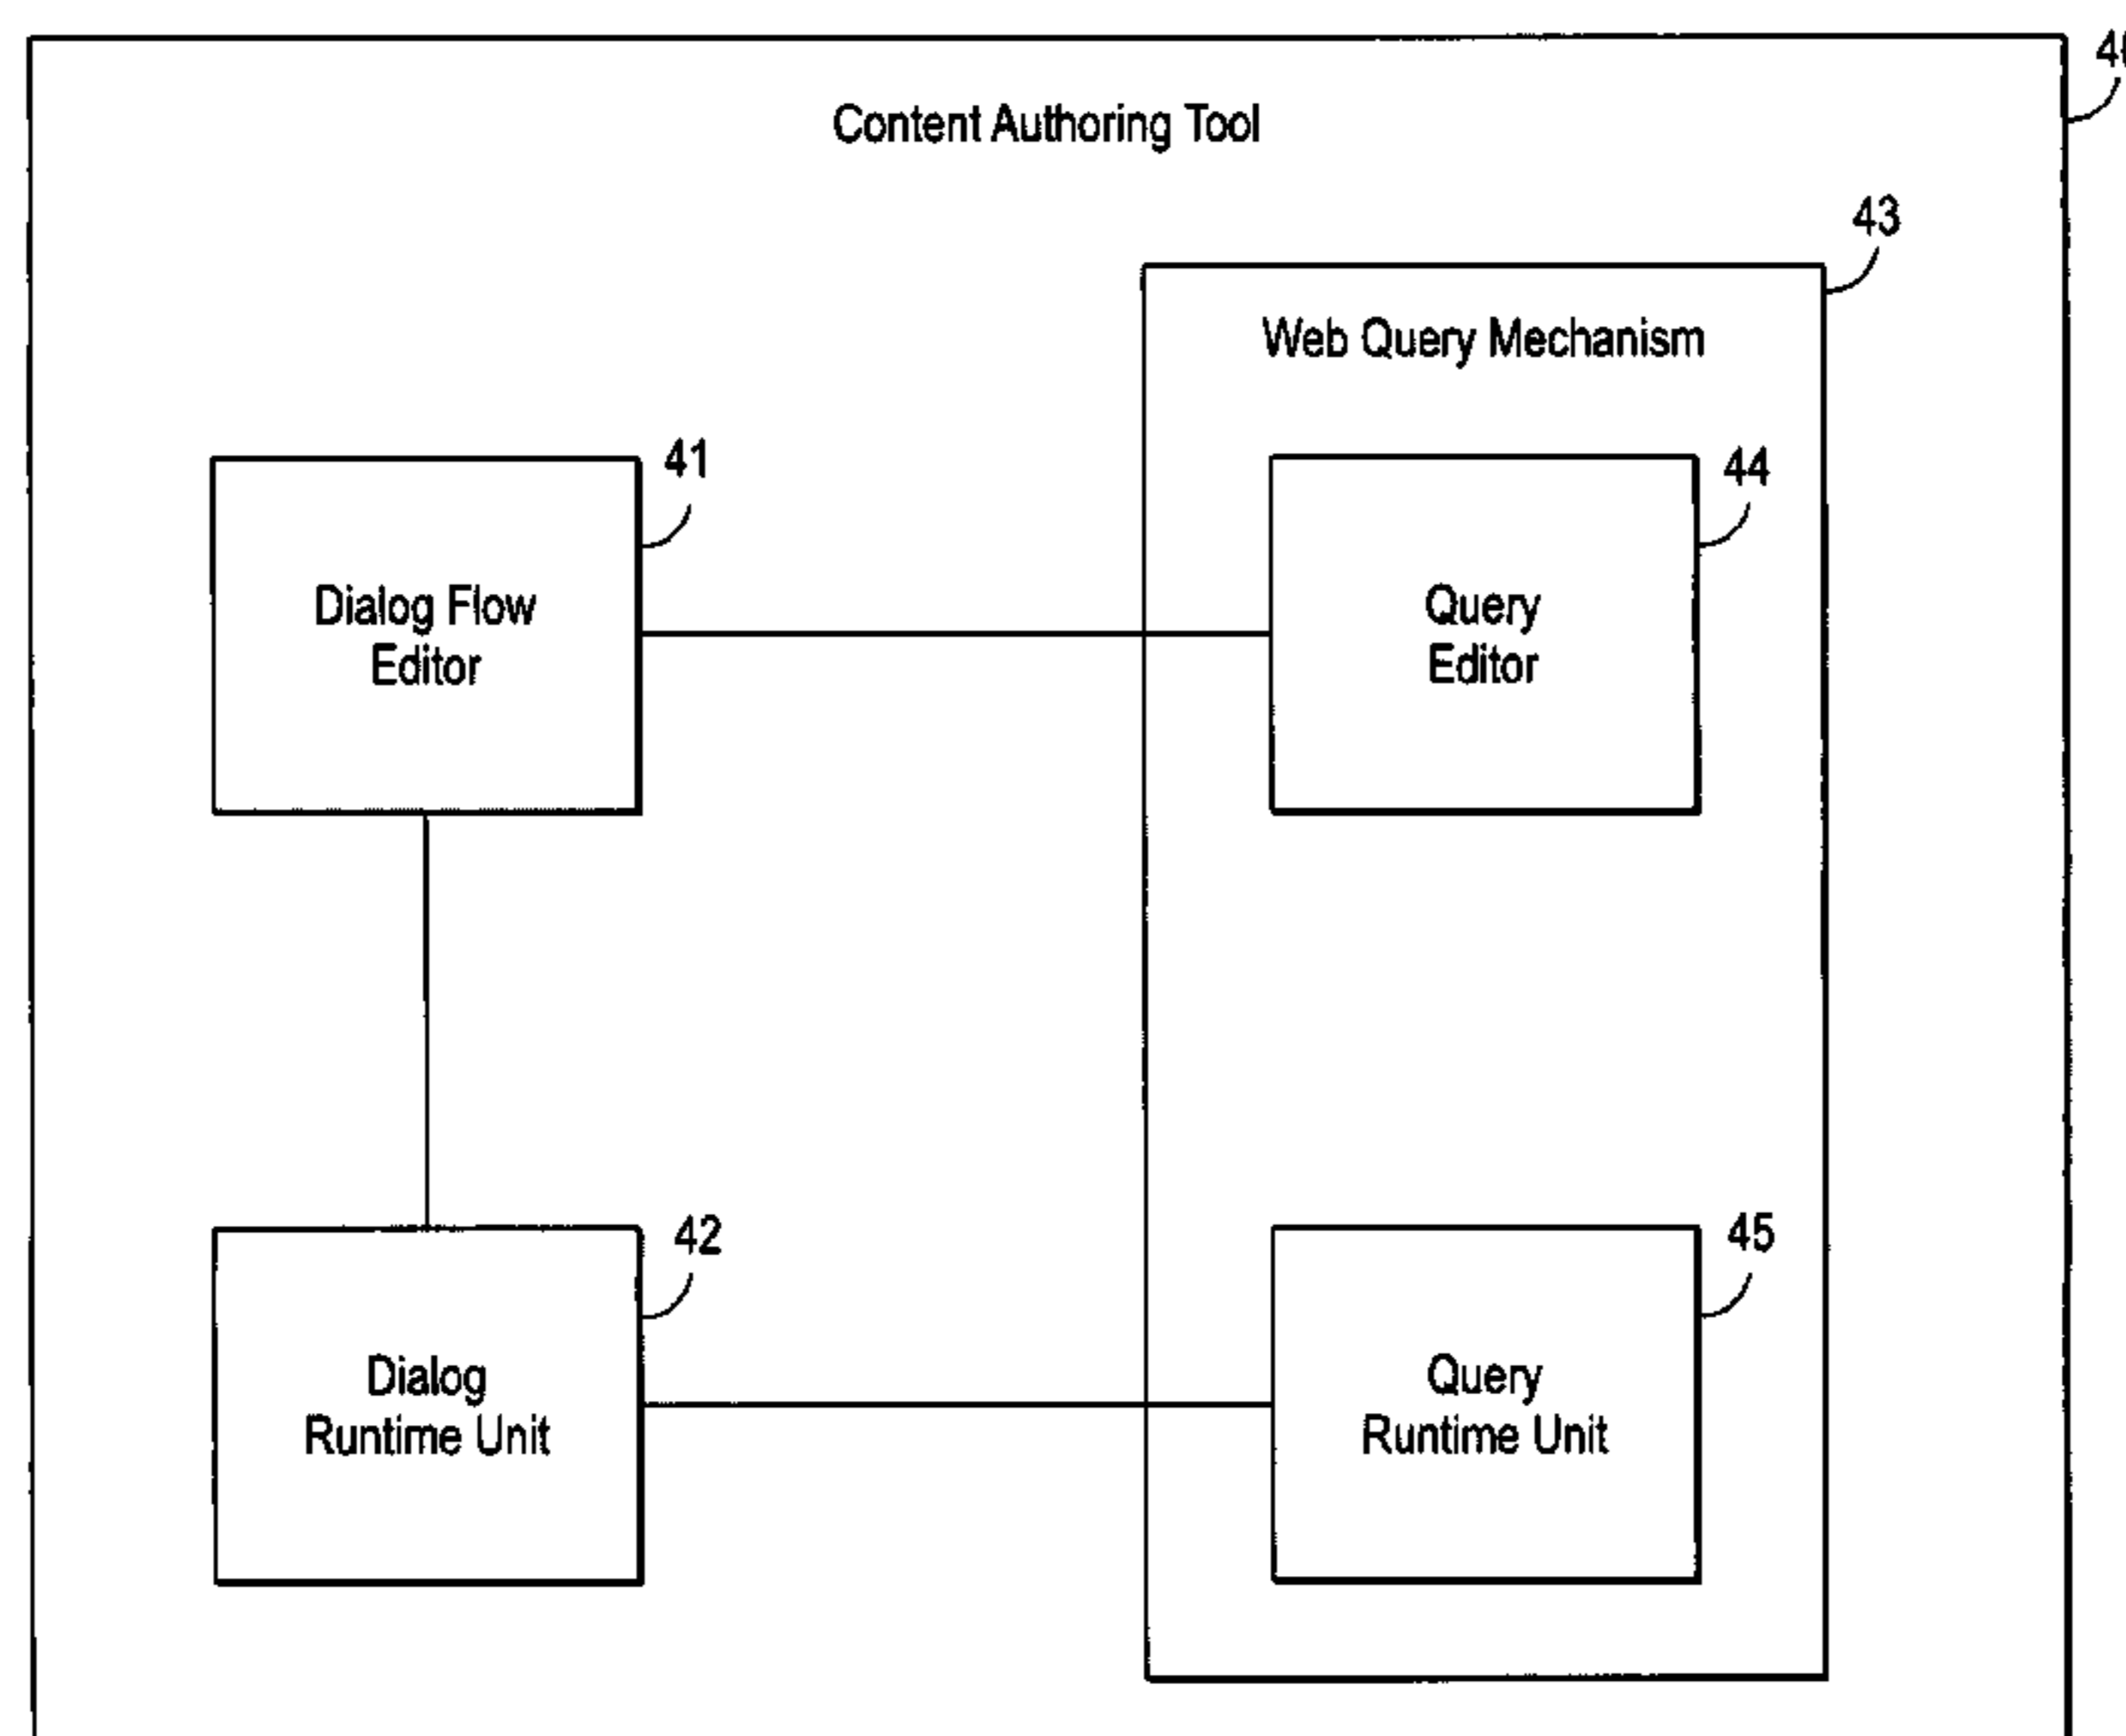 Content Authoring Tool
43
Web Query Mechanism
41
44
Dialog Flow
Editor
Query
Editor
42
45
Dialog
Runtime Unit
Query
Runtime Unit